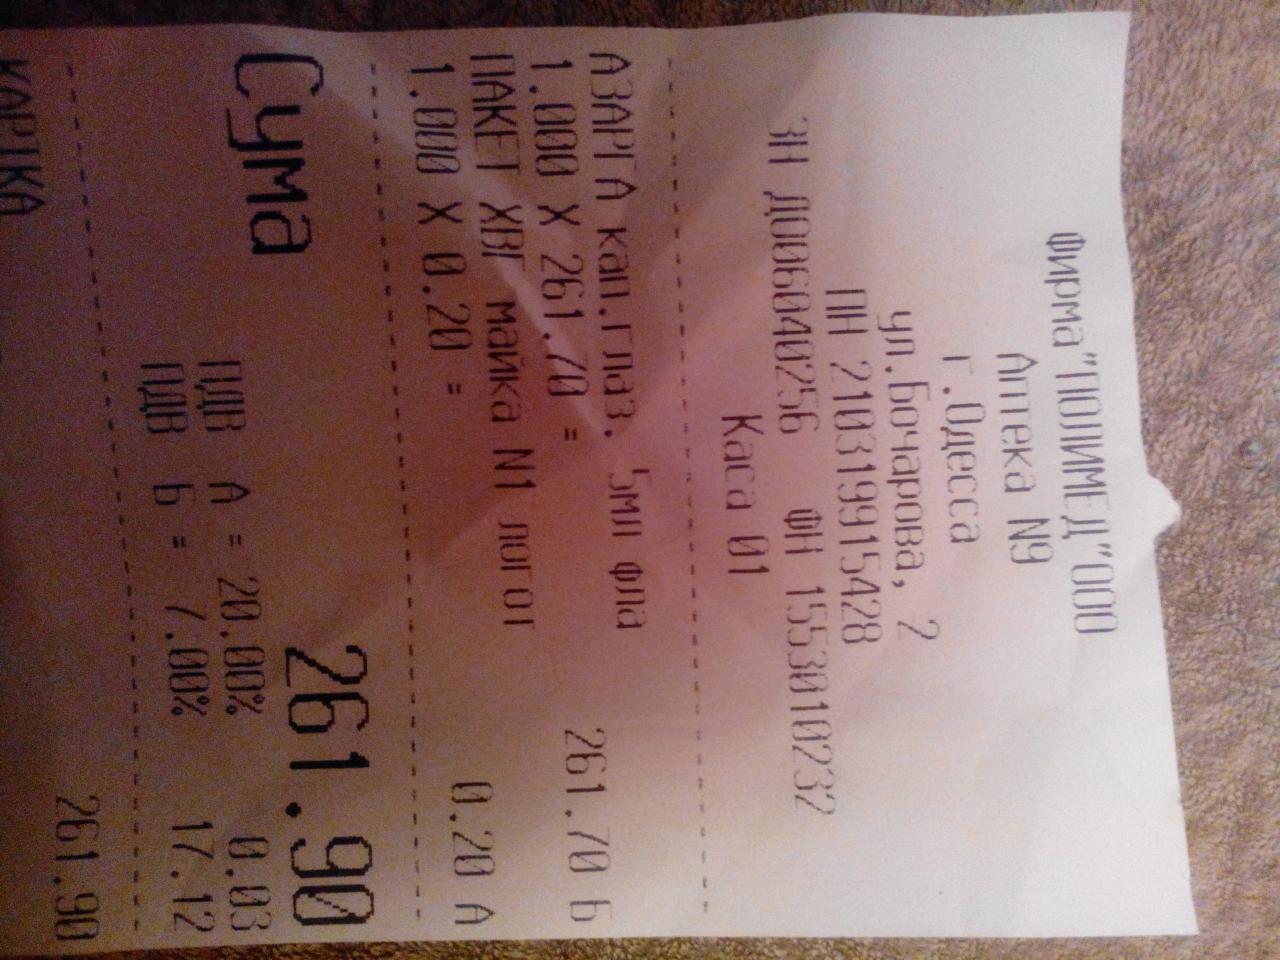 Фирма"ПОЛИМЕД"ООО
Аптека N9
г.Одесса
ул.Бочарова, 2
ПН 210319915428
ЗН ДО06040256 ФН 1553010232
Каса 01
АЗАРГА кап.глаз. 5мл фла
1.000 X 261.70 = 261.70 Б
ПАКЕТ ХВГ майка N1 логот
1.000 X 0.20 = 0.20 А
Сума 261.90
ПДВ А = 20.00% 0.03
ПДВ Б = 7.00% 17.12
КАРТКА 261.90